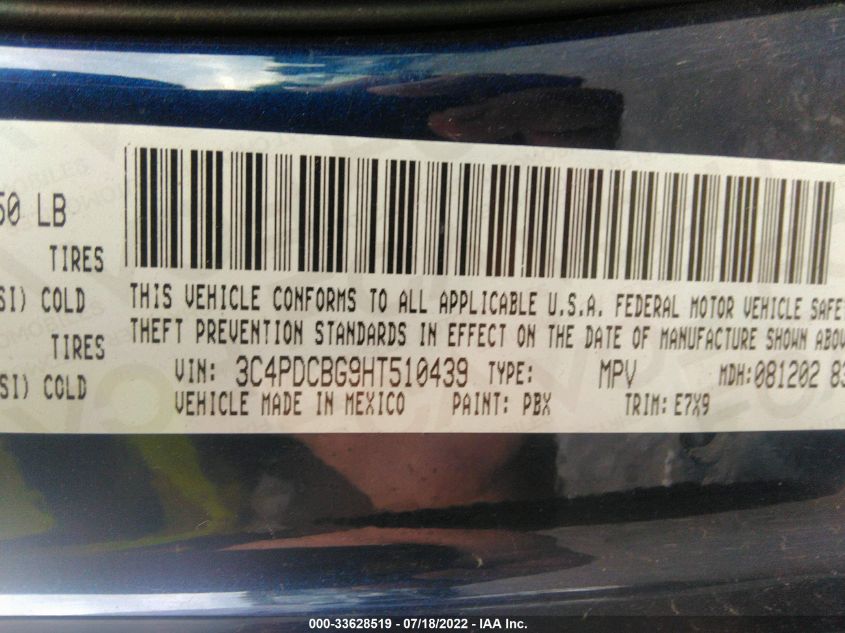 50 LB
TIRES
SI) COLD
TIRES
SI) COLD
THIS VEHICLE CONFORMS TO ALL APPLICABLE U.S.A. FEDERAL MOTOR VEHICLE SAFE
THEFT PREVENTION STANDARDS IN EFFECT ON THE DATE OF MANUFACTURE SHOWN ABOV
VIN: 3C4PDCBG9HT510439 TYPE: MPV MDH:081202 83
VEHICLE MADE IN MEXICO PAINT: PBX TRIM: E7X9
000-33628519 - 07/18/2022 - IAA Inc.